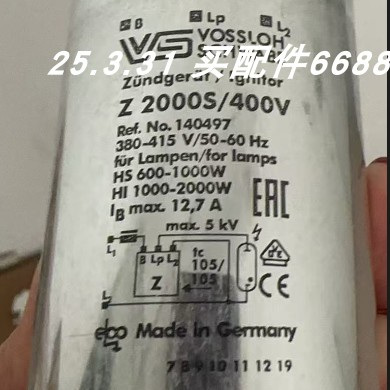 B Lp L2
VS VOSSLOH
25.3.31 买配件6688
Z 2000S/400V
Ref. No. 140497
380-415 V/50-60 Hz
für Lampen/for lamps
HS 600-1000W
HI 1000-2000W
IB max. 12,7 A
EAC
max. 5 kV
L1
B Lp L2
Z
tc
105/
105
CE
Made in Germany
7 8 9 10 11 12 19